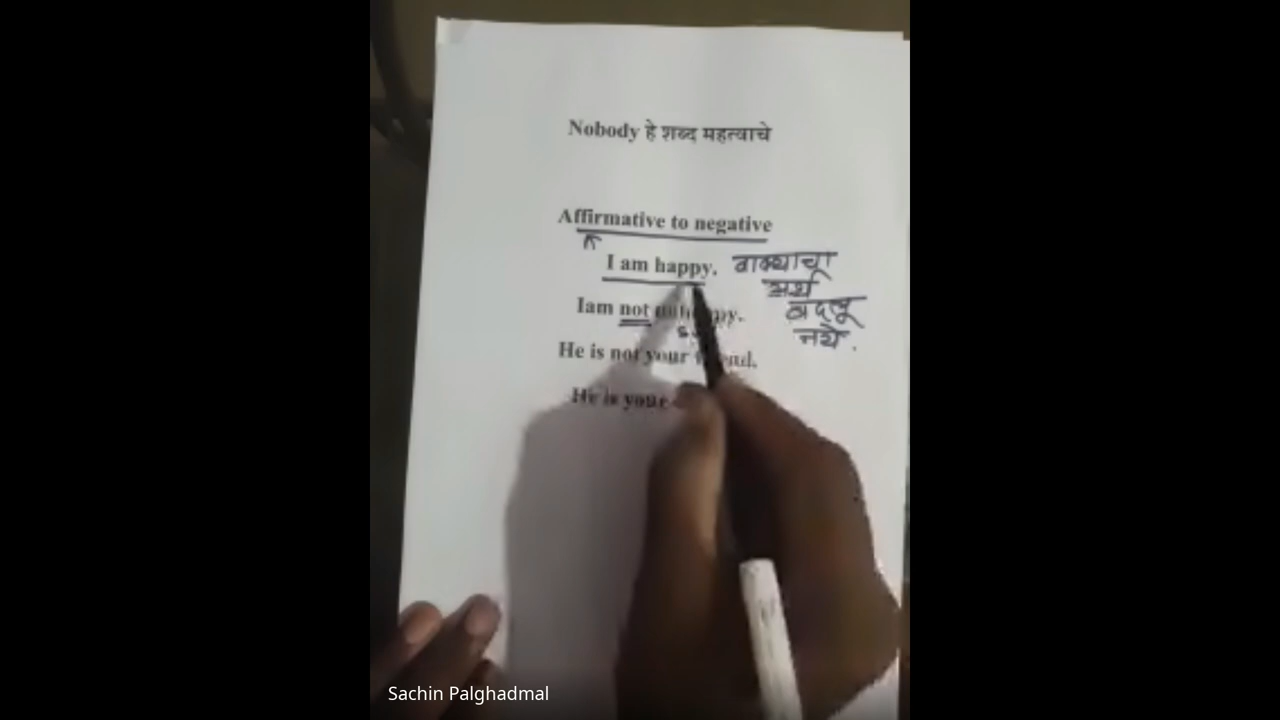 Nobody हे शब्द महत्वाचे
Affirmative to negative
I am happy.
वाक्याचा
अर्थ
बदलू
नये.
Iam not
He is not your
He is your
Sachin Palghadmal